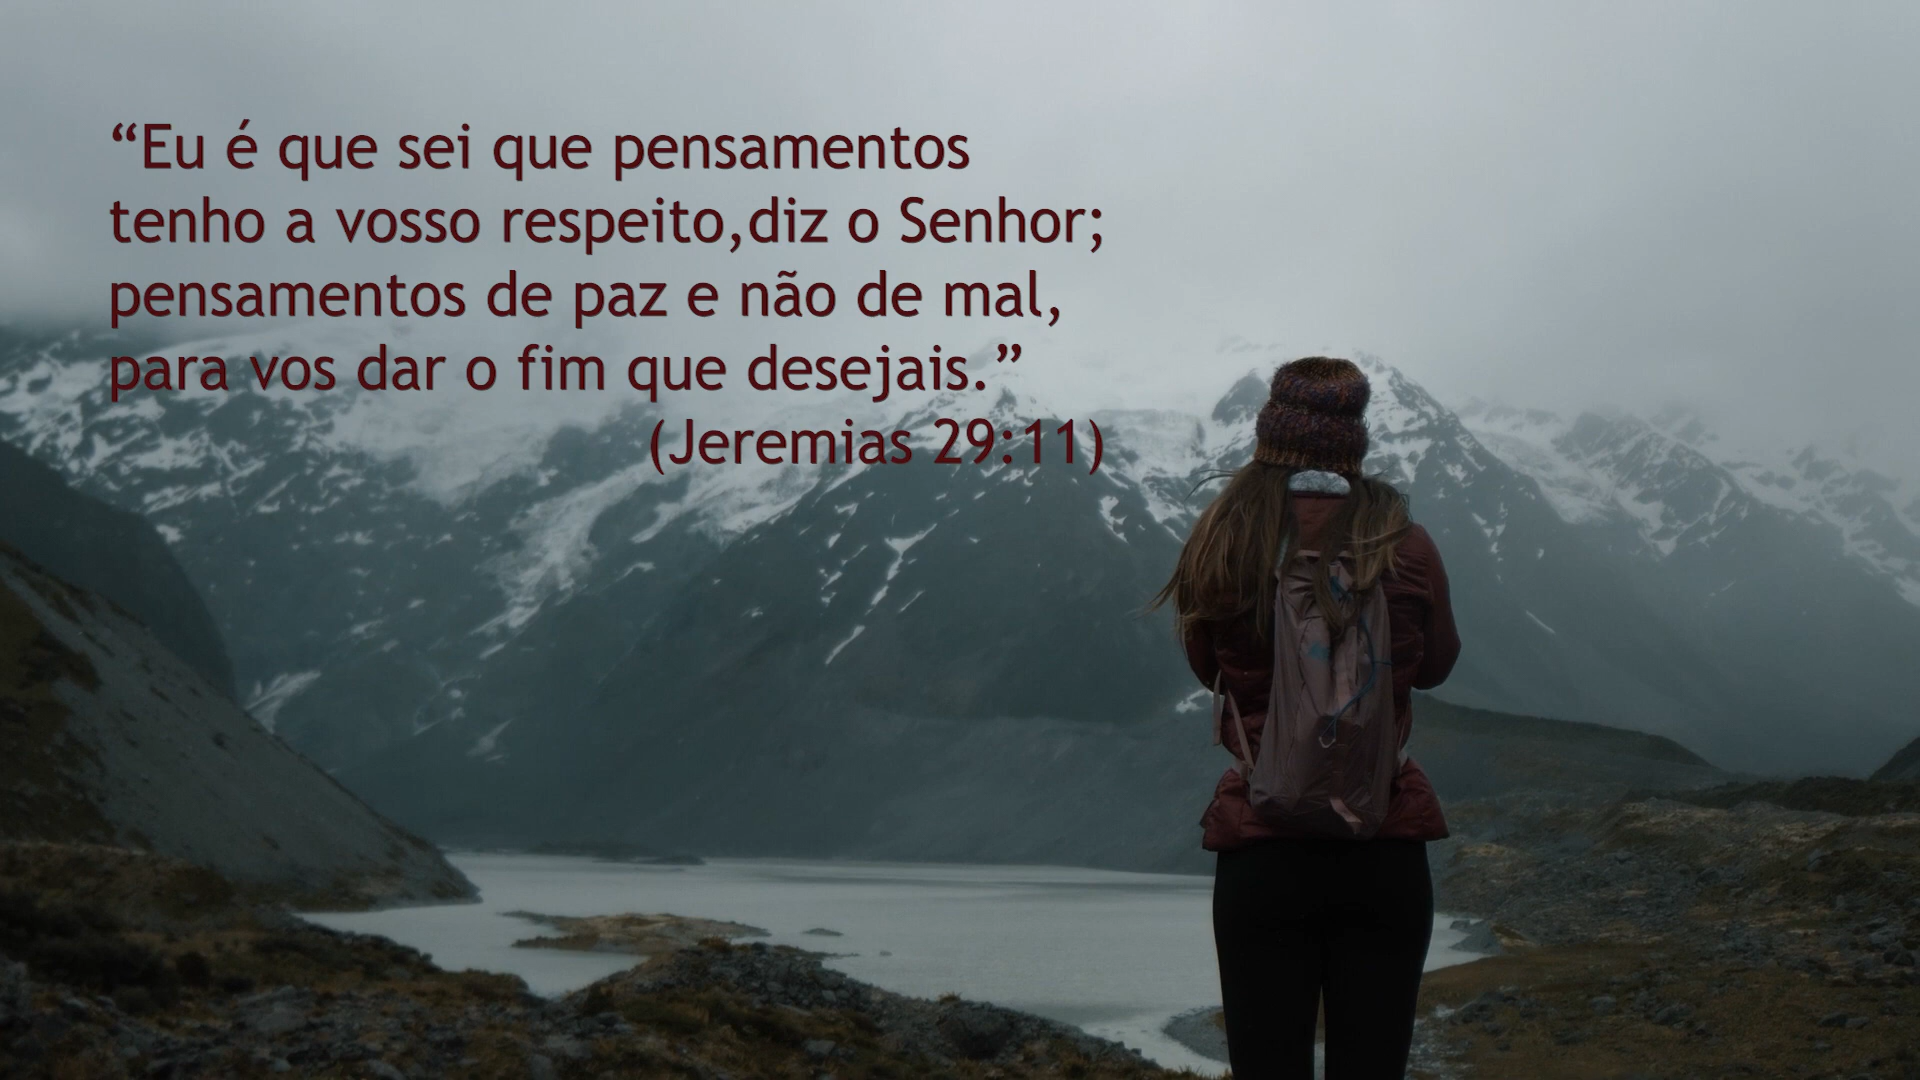 “Eu é que sei que pensamentos
tenho a vosso respeito,diz o Senhor;
pensamentos de paz e não de mal,
para vos dar o fim que desejais.”
(Jeremias 29:11)